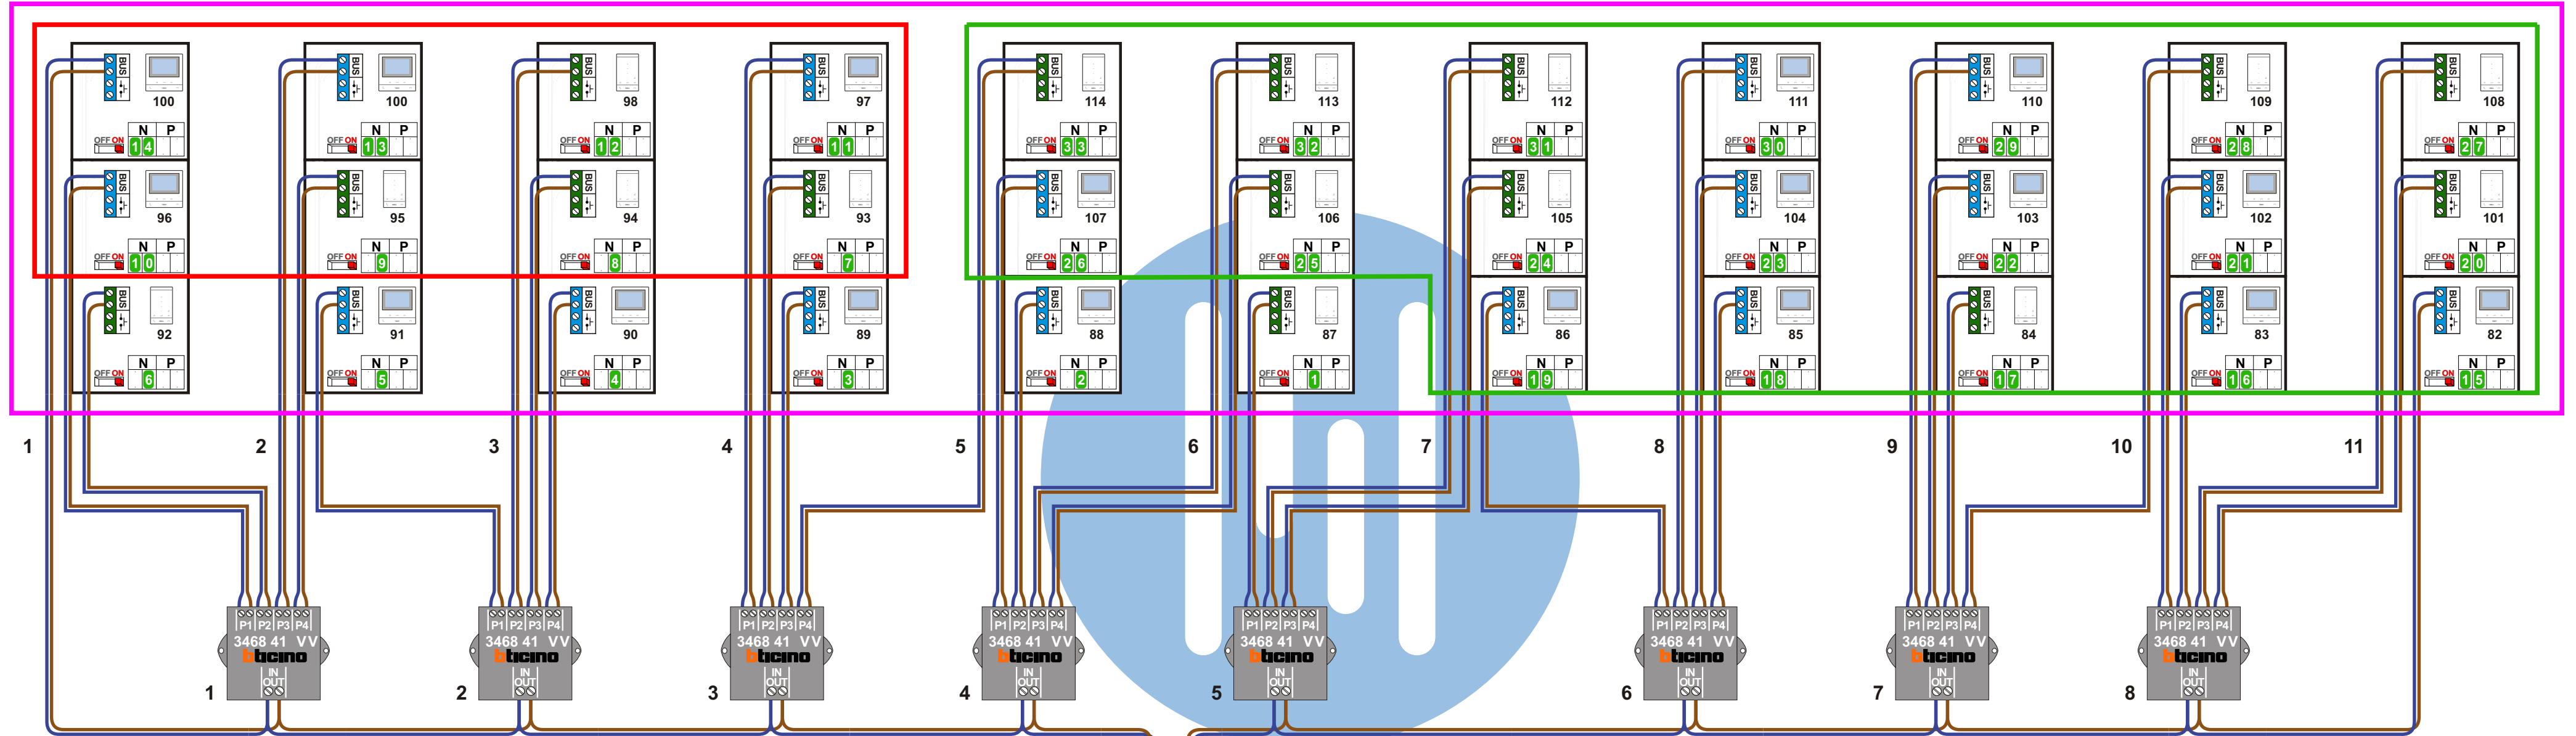 BUS 100 BUS 100 BUS 98 BUS 97 BUS 114 BUS 113 BUS 112 BUS 111 BUS 110 BUS 109 BUS 108
N P N P N P N P N P N P N P N P N P N P N P
OFF ON 14 OFF ON 13 OFF ON 12 OFF ON 11 OFF ON 33 OFF ON 32 OFF ON 31 OFF ON 30 OFF ON 29 OFF ON 28 OFF ON 27
BUS 96 BUS 95 BUS 94 BUS 93 BUS 107 BUS 106 BUS 105 BUS 104 BUS 103 BUS 102 BUS 101
N P N P N P N P N P N P N P N P N P N P N P
OFF ON 10 OFF ON 9 OFF ON 8 OFF ON 7 OFF ON 26 OFF ON 25 OFF ON 24 OFF ON 23 OFF ON 22 OFF ON 21 OFF ON 20
BUS 92 BUS 91 BUS 90 BUS 89 BUS 88 BUS 87 BUS 86 BUS 85 BUS 84 BUS 83 BUS 82
N P N P N P N P N P N P N P N P N P N P N P
OFF ON 6 OFF ON 5 OFF ON 4 OFF ON 3 OFF ON 2 OFF ON 1 OFF ON 19 OFF ON 18 OFF ON 17 OFF ON 16 OFF ON 15
1 2 3 4 5 6 7 8 9 10 11
P1 P2 P3 P4 P1 P2 P3 P4 P1 P2 P3 P4 P1 P2 P3 P4 P1 P2 P3 P4 P1 P2 P3 P4 P1 P2 P3 P4 P1 P2 P3 P4
3468 41 VV 3468 41 VV 3468 41 VV 3468 41 VV 3468 41 VV 3468 41 VV 3468 41 VV 3468 41 VV
bticino bticino bticino bticino bticino bticino bticino bticino
IN IN IN IN IN IN IN IN
OUT OUT OUT OUT OUT OUT OUT OUT
1 2 3 4 5 6 7 8